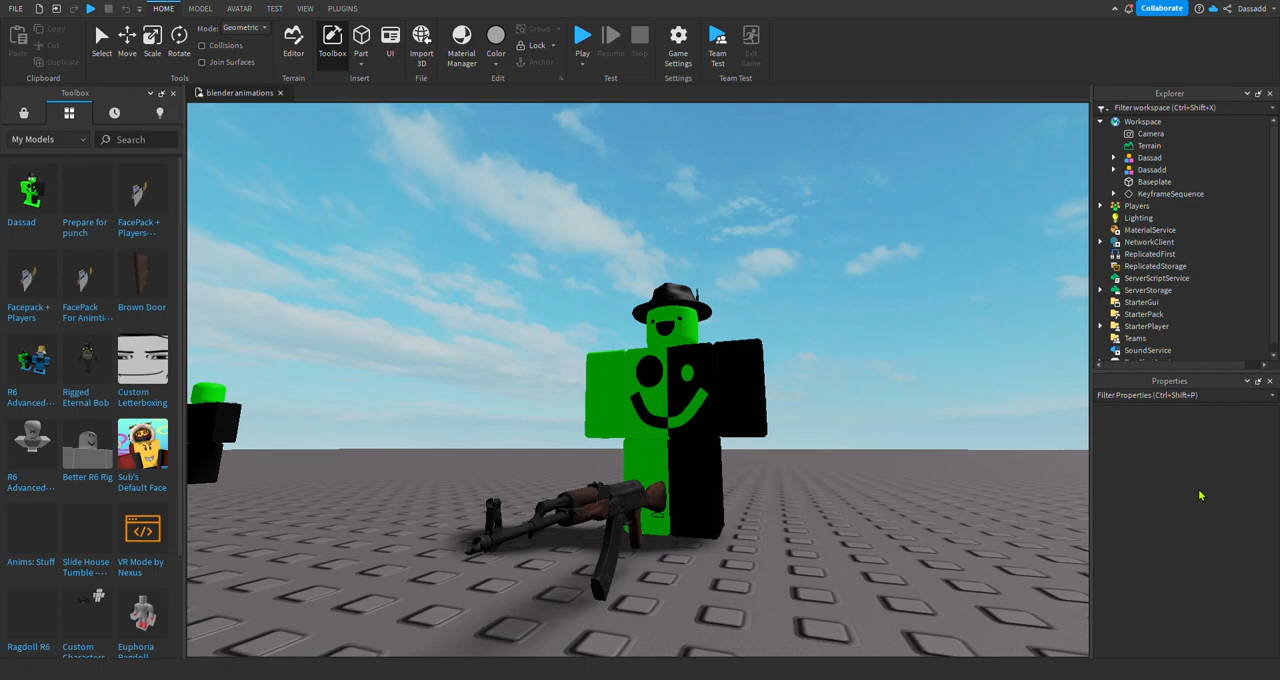 FILE HOME MODEL AVATAR TEST VIEW PLUGINS Collaborate Dassadd
Paste Copy Cut Duplicate
Clipboard
Select Move Scale Rotate
Mode: Geometric
Collisions
Join Surfaces
Tools
Editor
Terrain
Toolbox Part UI
Insert
Import 3D
File
Material Manager Color
Group
Lock
Anchor
Edit
Play Resume Stop
Test
Game Settings
Settings
Team Test Exit Game
Team Test
Toolbox
My Models Search
Dassad
Prepare for punch
FacePack + Players-···
Facepack + Players
FacePack For Animti-···
Brown Door
R6 Advanced-···
Rigged Eternal Bob
Custom Letterboxing
R6 Advanced-···
Better R6 Rig
Sub's Default Face
Anims: Stuff
Slide House Tumble --···
VR Mode by Nexus
Ragdoll R6
Custom Characters
Euphoria Ragdoll
blenderanimations
Explorer
Filter workspace (Ctrl+Shift+X)
Workspace
Camera
Terrain
Dassad
Dassadd
Baseplate
KeyframeSequence
Players
Lighting
MaterialService
NetworkClient
ReplicatedFirst
ReplicatedStorage
ServerScriptService
ServerStorage
StarterGui
StarterPack
StarterPlayer
Teams
SoundService
Properties
Filter Properties (Ctrl+Shift+P)